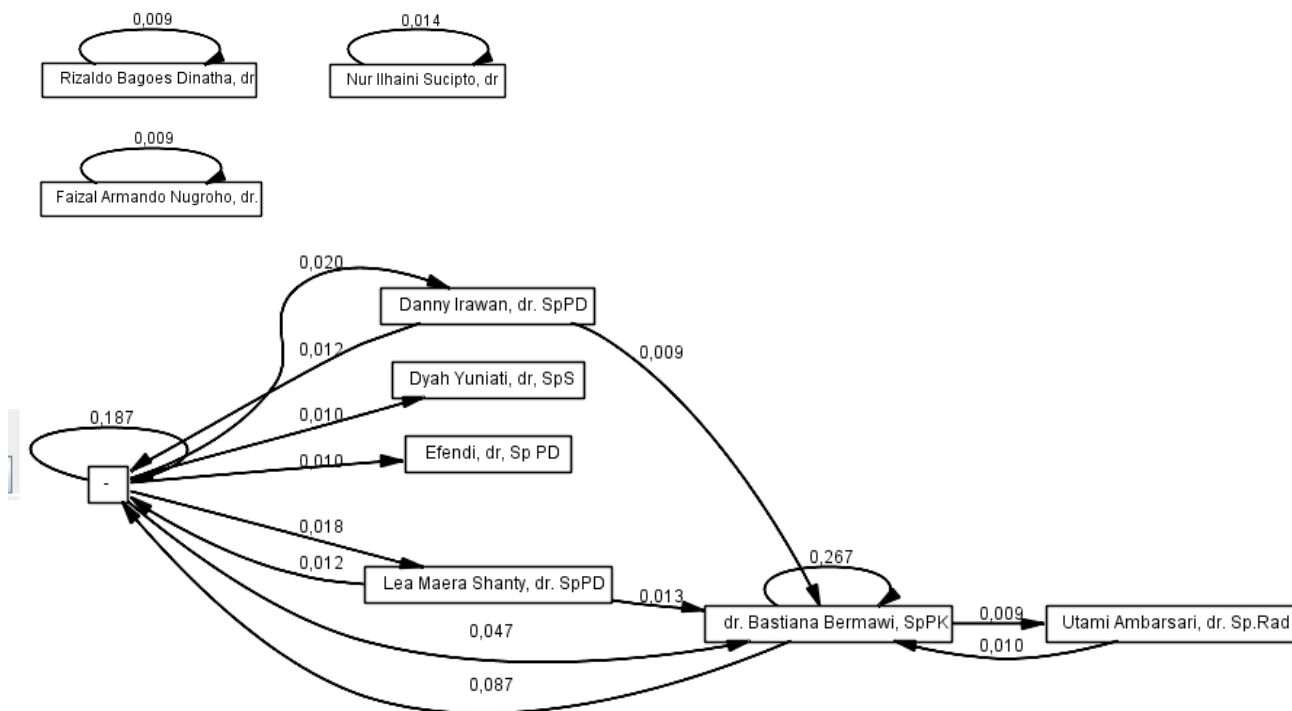 0,009
0,014
Rizaldo Bagoes Dinatha, dr
Nur Ilhaini Sucipto, dr
0,009
Faizal Armando Nugroho, dr.
0,020
Danny Irawan, dr. SpPD
0,012
0,009
Dyah Yuniati, dr, SpS
0,010
0,187
Efendi, dr, Sp PD
0,010
-
0,018
0,012
Lea Maera Shanty, dr. SpPD
0,267
0,013
0,009
dr. Bastiana Bermawi, SpPK
Utami Ambarsari, dr. Sp.Rad
0,047
0,010
0,087